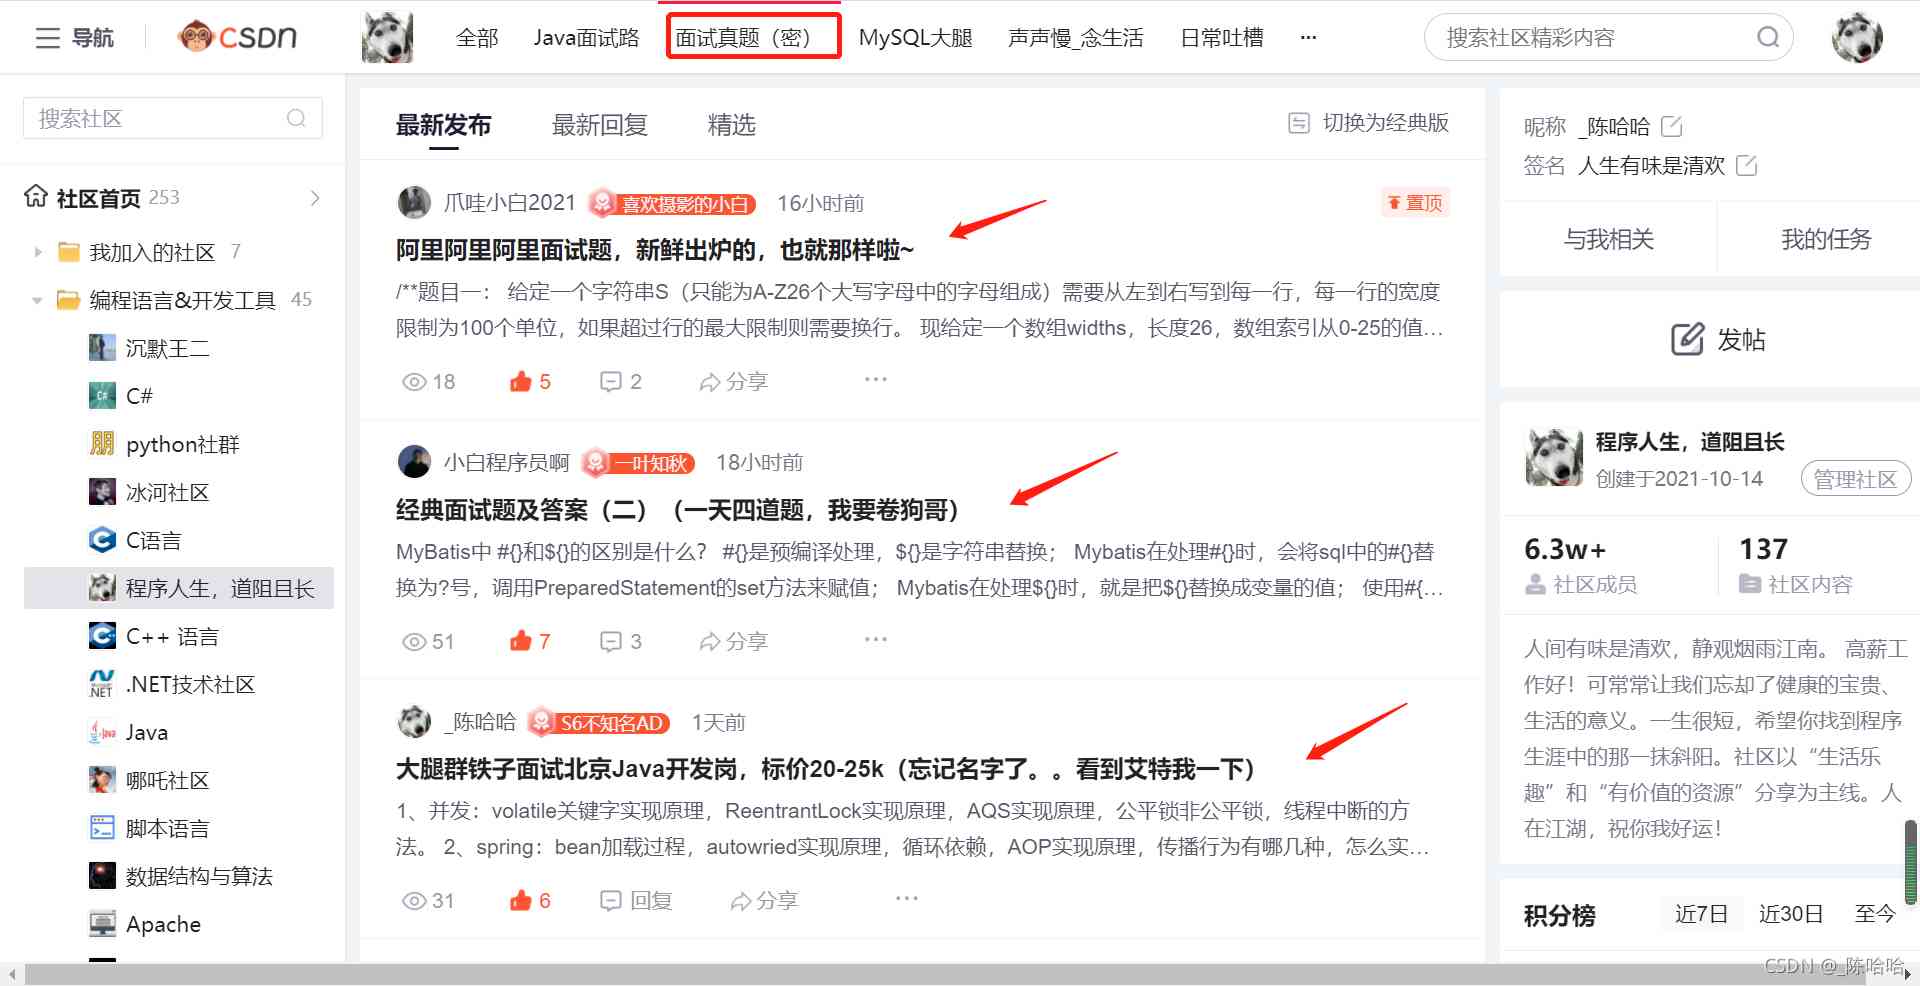 导航
CSDN
全部
Java面试路
面试真题（密）
MySQL大腿
声声慢_念生活
日常吐槽
...
搜索社区精彩内容
搜索社区
社区首页 253
我加入的社区 7
编程语言&开发工具 45
沉默王二
C#
python社群
冰河社区
C语言
程序人生，道阻且长
C++ 语言
.NET技术社区
Java
哪吒社区
脚本语言
数据结构与算法
Apache
最新发布
最新回复
精选
切换为经典版
爪哇小白2021 喜欢摄影的小白 16小时前
置顶
阿里阿里阿里面试题，新鲜出炉的，也就那样啦~
/**题目一： 给定一个字符串S（只能为A-Z26个大写字母中的字母组成）需要从左到右写到每一行，每一行的宽度
限制为100个单位，如果超过行的最大限制则需要换行。 现给定一个数组widths，长度26，数组索引从0-25的值...
18 5 2 分享 ...
小白程序员啊 一叶知秋 18小时前
经典面试题及答案（二）（一天四道题，我要卷狗哥）
MyBatis中 #{}和${}的区别是什么？ #{}是预编译处理，${}是字符串替换； Mybatis在处理#{}时，会将sql中的#{}替
换为?号，调用PreparedStatement的set方法来赋值； Mybatis在处理${}时，就是把${}替换成变量的值； 使用#{...
51 7 3 分享 ...
_陈哈哈 S6不知名AD 1天前
大腿群铁子面试北京Java开发岗，标价20-25k（忘记名字了。。看到艾特我一下）
1、并发：volatile关键字实现原理，ReentrantLock实现原理，AQS实现原理，公平锁非公平锁，线程中断的方
法。 2、spring：bean加载过程，autowried实现原理，循环依赖，AOP实现原理，传播行为有哪几种，怎么实...
31 6 回复 分享 ...
昵称 _陈哈哈
签名 人生有味是清欢
与我相关
我的任务
发帖
程序人生，道阻且长
创建于2021-10-14
管理社区
6.3w+
社区成员
137
社区内容
人间有味是清欢，静观烟雨江南。 高薪工
作好！可常常让我们忘却了健康的宝贵、
生活的意义。一生很短，希望你找到程序
生涯中的那一抹斜阳。社区以“生活乐
趣”和“有价值的资源”分享为主线。人
在江湖，祝你我好运！
积分榜
近7日
近30日
至今
CSDN @_陈哈哈